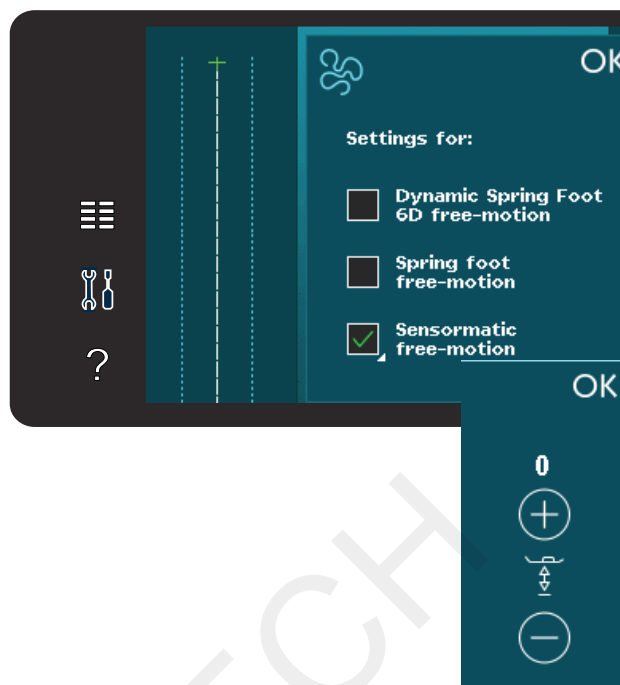 OK
Settings for:
Dynamic Spring Foot
6D free-motion
Spring foot
free-motion
Sensormatic
free-motion
?
OK
0